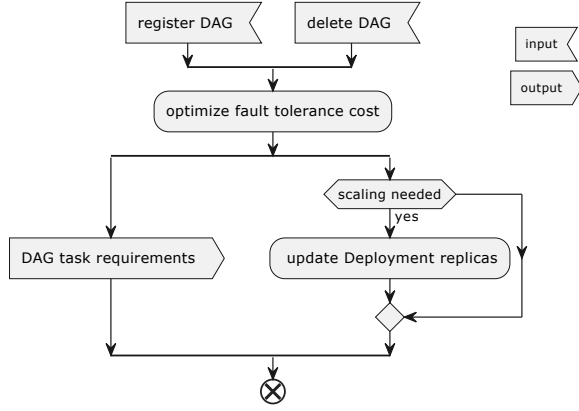 register DAG
delete DAG
input
output
optimize fault tolerance cost
scaling needed
yes
DAG task requirements
update Deployment replicas